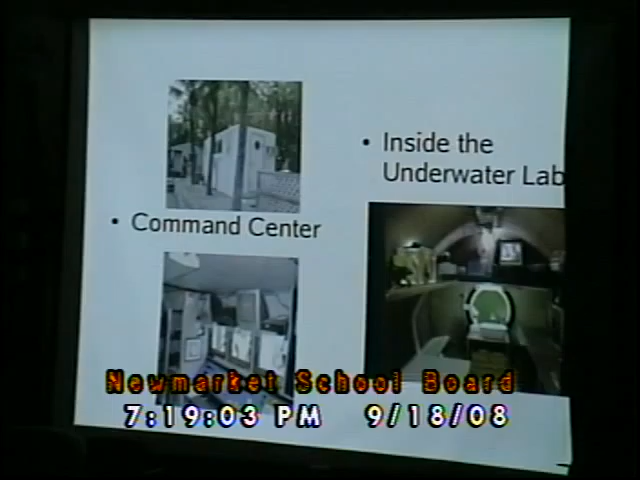 • Inside the
Underwater Lab
• Command Center
Newmarket School Board
7:19:03 PM 9/18/08